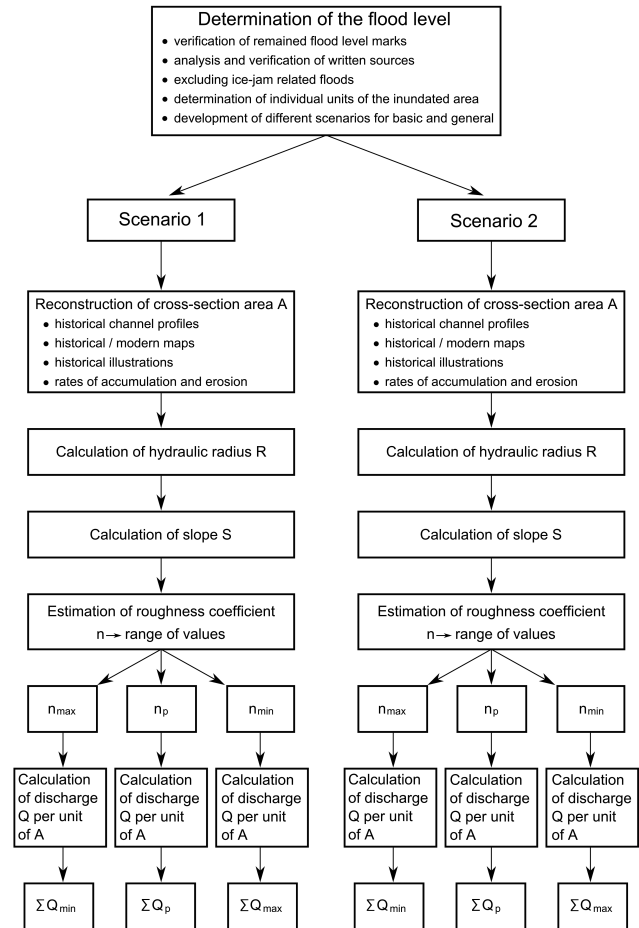 Determination of the flood level
● verification of remained flood level marks
● analysis and verification of written sources
● excluding ice-jam related floods
● determination of individual units of the inundated area
● development of different scenarios for basic and general
Scenario 1
Scenario 2
Reconstruction of cross-section area A
● historical channel profiles
● historical / modern maps
● historical illustrations
● rates of accumulation and erosion
Reconstruction of cross-section area A
● historical channel profiles
● historical / modern maps
● historical illustrations
● rates of accumulation and erosion
Calculation of hydraulic radius R
Calculation of hydraulic radius R
Calculation of slope S
Calculation of slope S
Estimation of roughness coefficient
n→ range of values
Estimation of roughness coefficient
n→ range of values
nmax
np
nmin
nmax
np
nmin
Calculation
of discharge
Q per unit
of A
Calculation
of discharge
Q per unit
of A
Calculation
of discharge
Q per unit
of A
Calculation
of discharge
Q per unit
of A
Calculation
of discharge
Q per unit
of A
Calculation
of discharge
Q per unit
of A
∑Qmin
∑Qp
∑Qmax
∑Qmin
∑Qp
∑Qmax